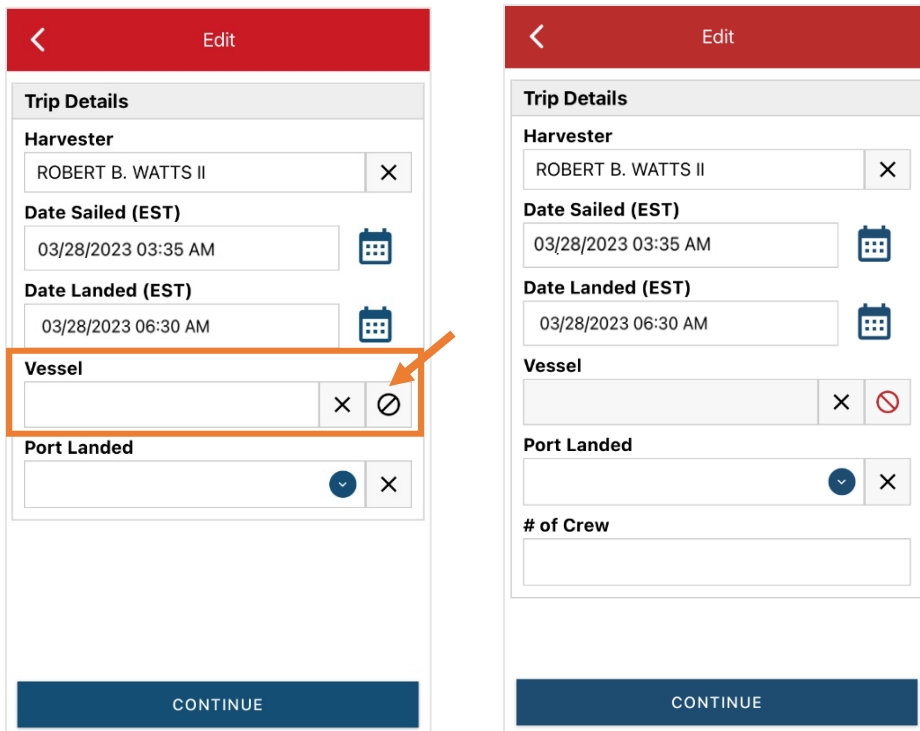 Edit
Trip Details
Harvester
ROBERT B. WATTS II
Date Sailed (EST)
03/28/2023 03:35 AM
Date Landed (EST)
03/28/2023 06:30 AM
Vessel
Port Landed
CONTINUE
Edit
Trip Details
Harvester
ROBERT B. WATTS II
Date Sailed (EST)
03/28/2023 03:35 AM
Date Landed (EST)
03/28/2023 06:30 AM
Vessel
Port Landed
# of Crew
CONTINUE